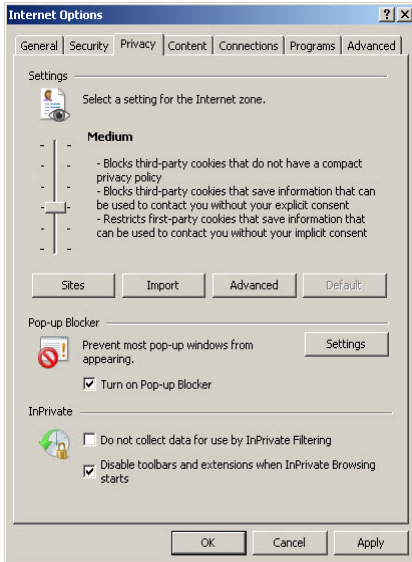 Internet Options
General Security Privacy Content Connections Programs Advanced
Settings
Select a setting for the Internet zone.
Medium
- Blocks third-party cookies that do not have a compact
privacy policy
- Blocks third-party cookies that save information that can
be used to contact you without your explicit consent
- Restricts first-party cookies that save information that
can be used to contact you without your implicit consent
Sites Import Advanced Default
Pop-up Blocker
Prevent most pop-up windows from
appearing.
Settings
Turn on Pop-up Blocker
InPrivate
Do not collect data for use by InPrivate Filtering
Disable toolbars and extensions when InPrivate Browsing
starts
OK Cancel Apply